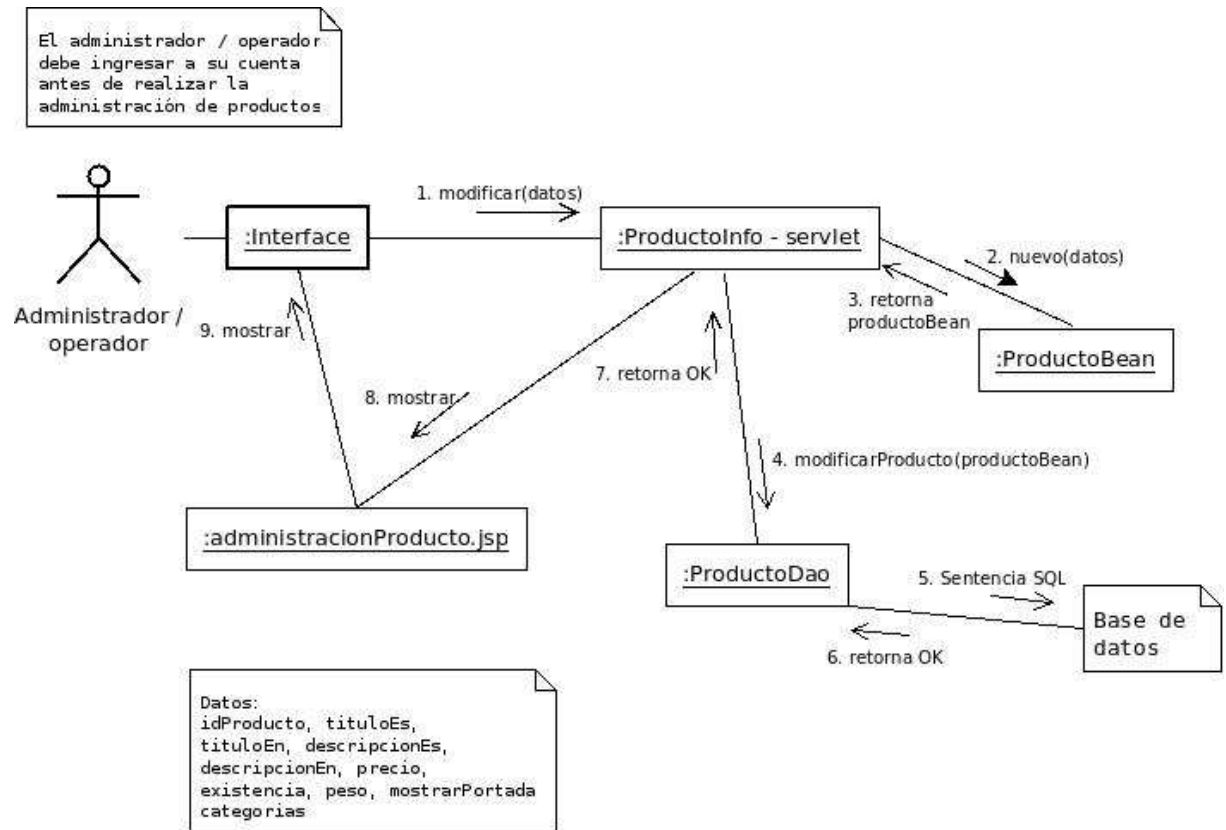 El administrador / operador
debe ingresar a su cuenta
antes de realizar la
administración de productos
1. modificar(datos)
:Interface
:ProductoInfo - servlet
2. nuevo(datos)
3. retorna
productoBean
Administrador /
operador
9. mostrar
:ProductoBean
7. retorna OK
8. mostrar
4. modificarProducto(productoBean)
:administracionProducto.jsp
:ProductoDao
5. Sentencia SQL
Base de
datos
6. retorna OK
Datos:
idProducto, tituloEs,
tituloEn, descripcionEs,
descripcionEn, precio,
existencia, peso, mostrarPortada
categorias